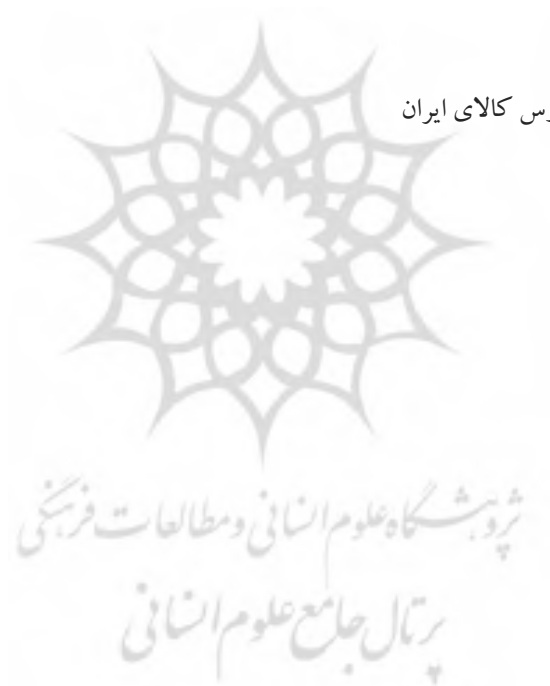 س کالای ایران
پژوهشگاه علوم انسانی و مطالعات فرهنگی
پرتال جامع علوم انسانی